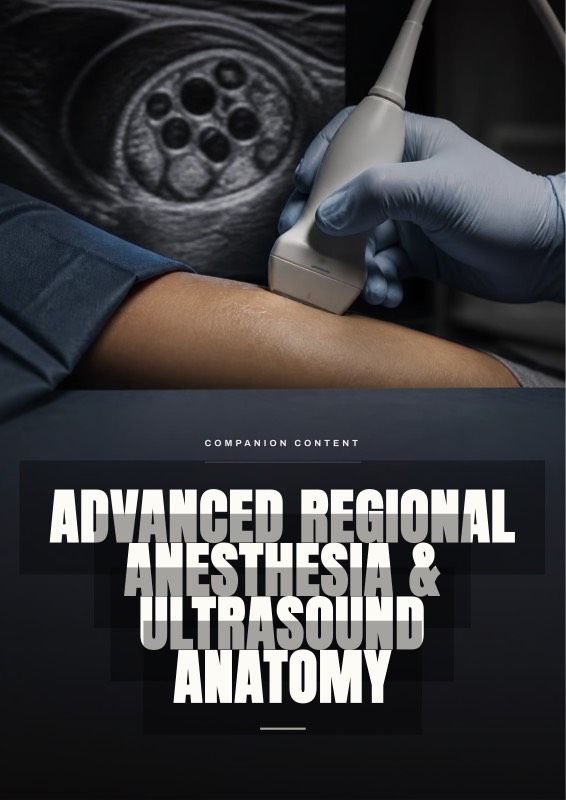 COMPANION CONTENT
ADVANCED REGIONAL
ANESTHESIA &
ULTRASOUND
ANATOMY